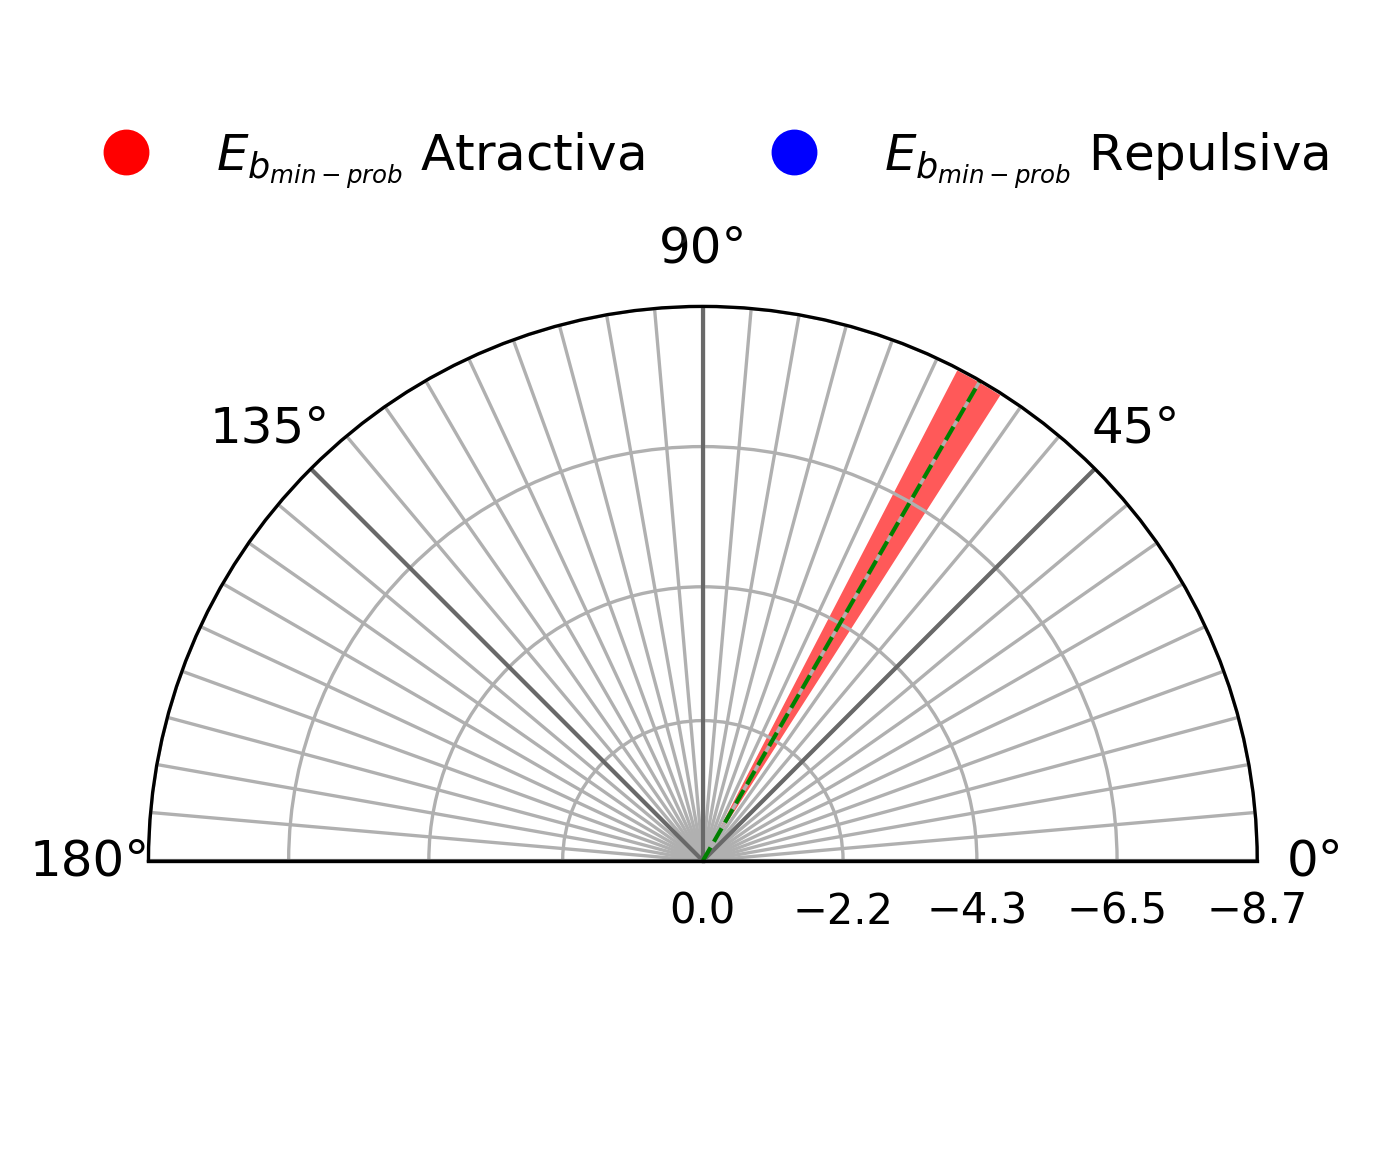 E_{b_{min-prob}} Atractiva E_{b_{min-prob}} Repulsiva
90°
135° 45°
180° 0°
0.0 −2.2 −4.3 −6.5 −8.7